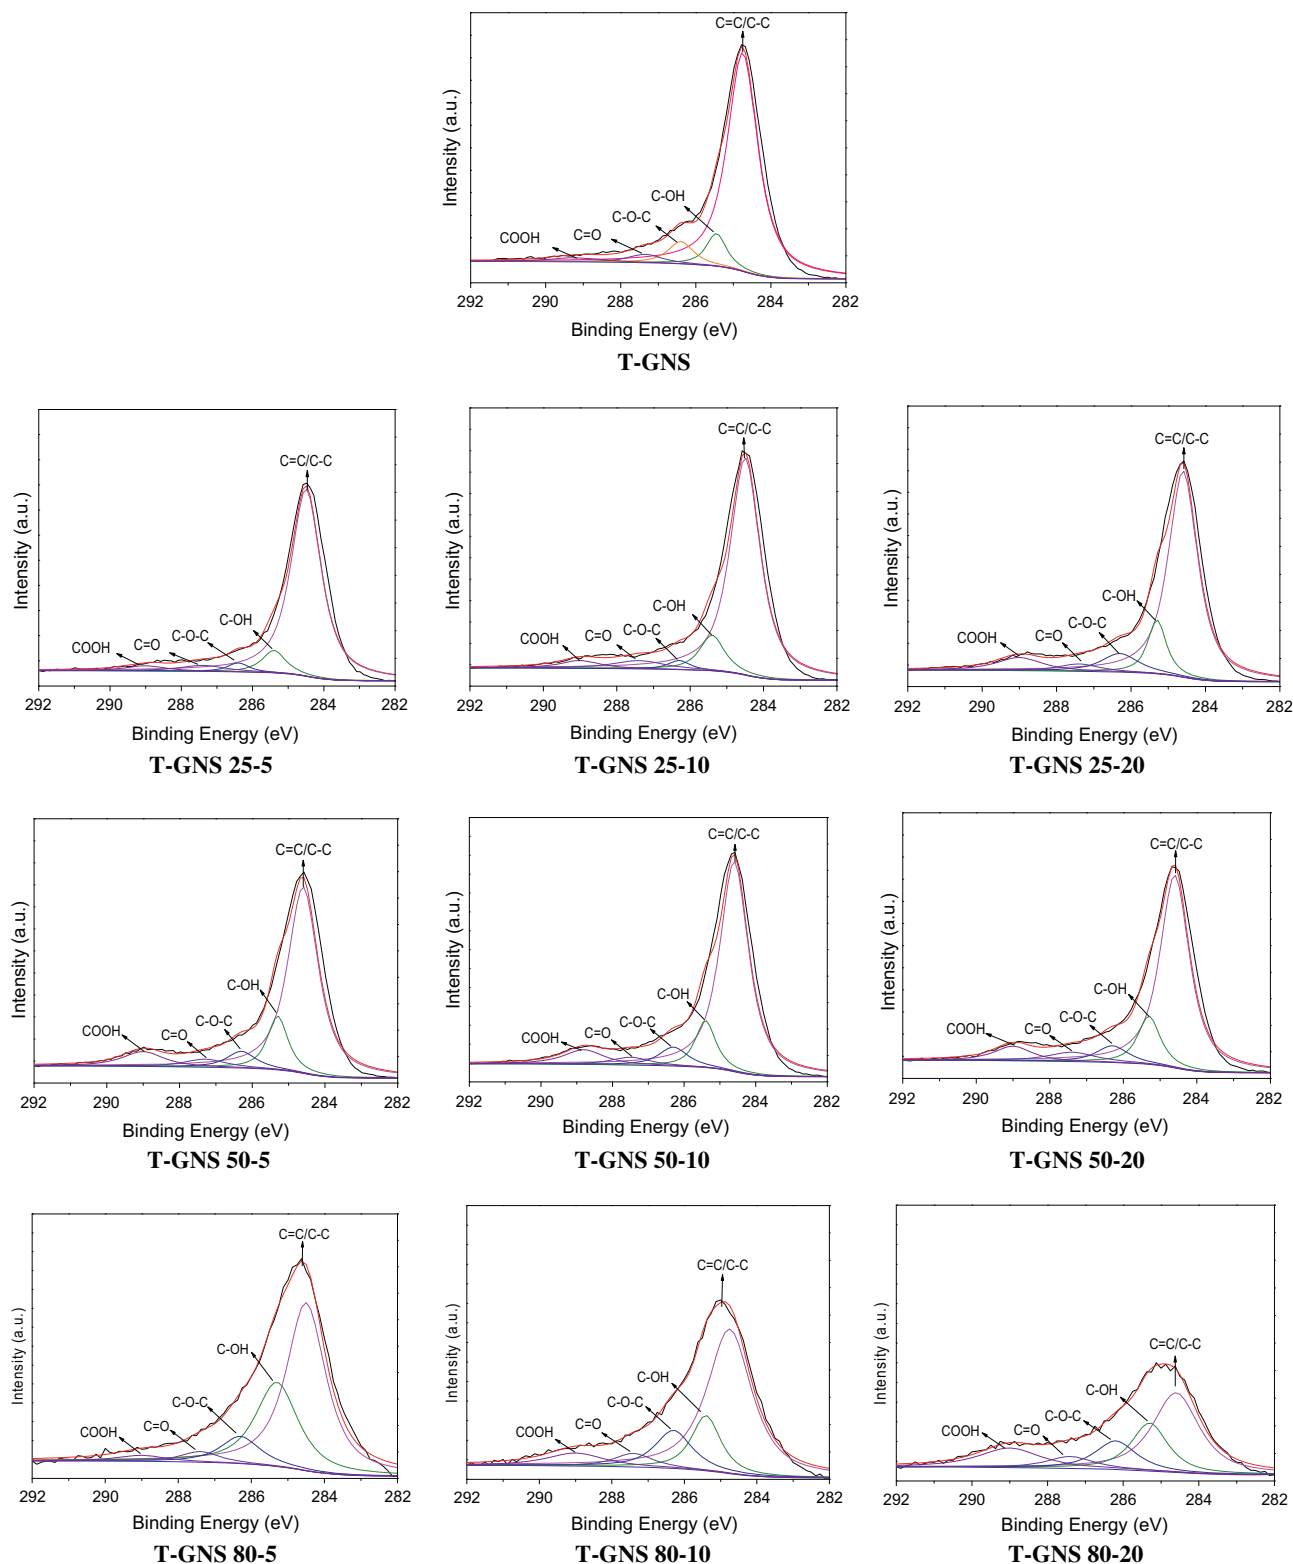 C=C/C-C
C-OH
C-O-C
C=O
COOH
Intensity (a.u.)
292 290 288 286 284 282
Binding Energy (eV)
T-GNS
C=C/C-C
C-OH
C-O-C
C=O
COOH
Intensity (a.u.)
292 290 288 286 284 282
Binding Energy (eV)
T-GNS 25-5
C=C/C-C
C-OH
C-O-C
C=O
COOH
Intensity (a.u.)
292 290 288 286 284 282
Binding Energy (eV)
T-GNS 25-10
C=C/C-C
C-OH
C-O-C
C=O
COOH
Intensity (a.u.)
292 290 288 286 284 282
Binding Energy (eV)
T-GNS 25-20
C=C/C-C
C-OH
C-O-C
C=O
COOH
Intensity (a.u.)
292 290 288 286 284 282
Binding Energy (eV)
T-GNS 50-5
C=C/C-C
C-OH
C-O-C
C=O
COOH
Intensity (a.u.)
292 290 288 286 284 282
Binding Energy (eV)
T-GNS 50-10
C=C/C-C
C-OH
C-O-C
C=O
COOH
Intensity (a.u.)
292 290 288 286 284 282
Binding Energy (eV)
T-GNS 50-20
C=C/C-C
C-OH
C-O-C
C=O
COOH
Intensity (a.u.)
292 290 288 286 284 282
Binding Energy (eV)
T-GNS 80-5
C=C/C-C
C-OH
C-O-C
C=O
COOH
Intensity (a.u.)
292 290 288 286 284 282
Binding Energy (eV)
T-GNS 80-10
C=C/C-C
C-OH
C-O-C
C=O
COOH
Intensity (a.u.)
292 290 288 286 284 282
Binding Energy (eV)
T-GNS 80-20